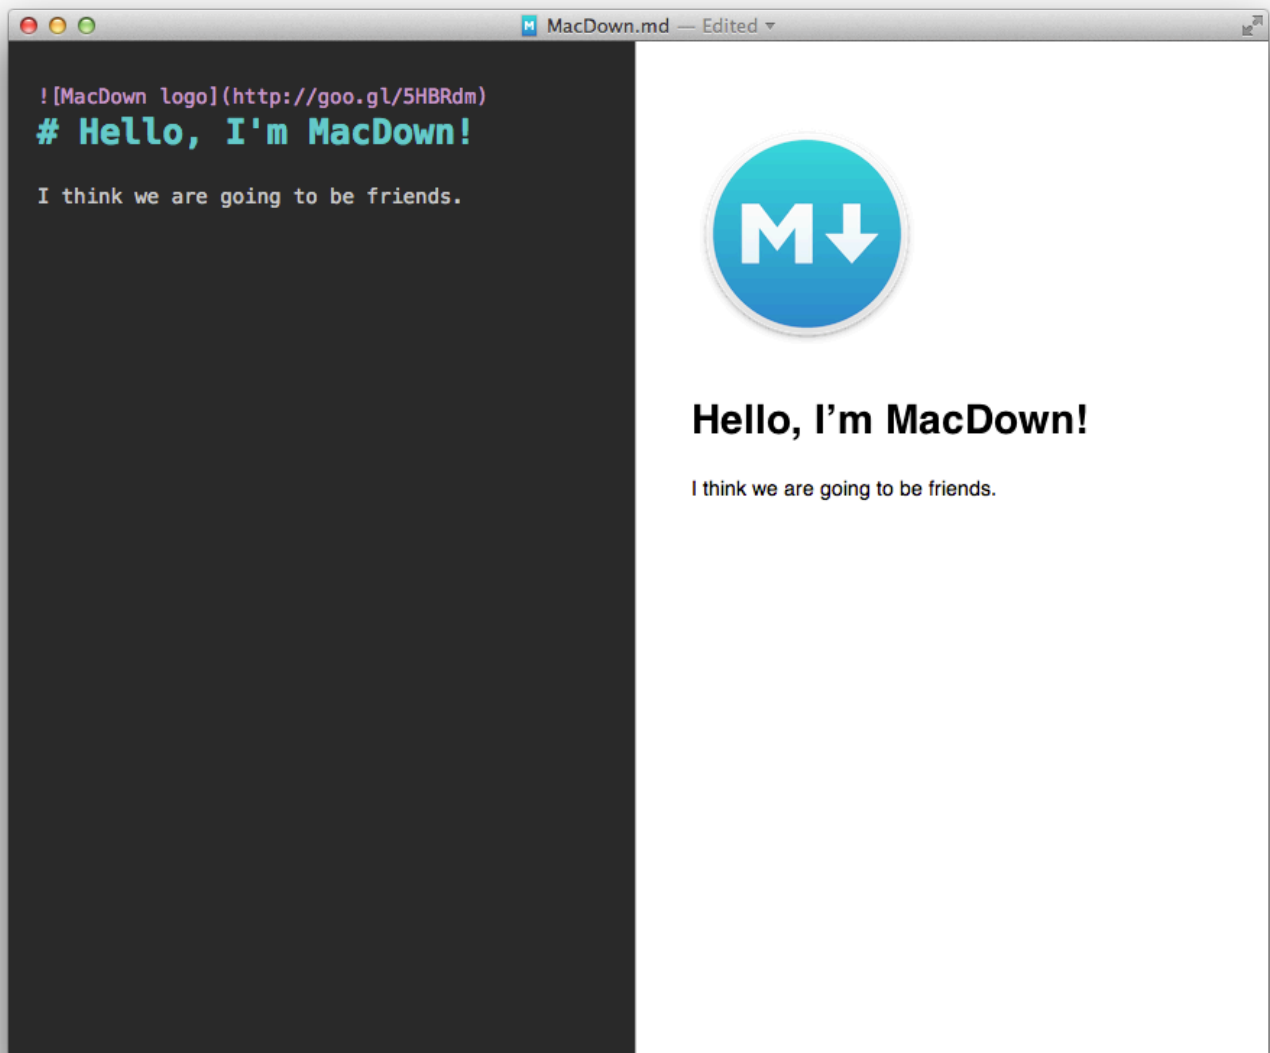 MacDown.md — Edited
![MacDown logo](http://goo.gl/5HBRdm)
# Hello, I'm MacDown!
I think we are going to be friends.
M
Hello, I’m MacDown!
I think we are going to be friends.